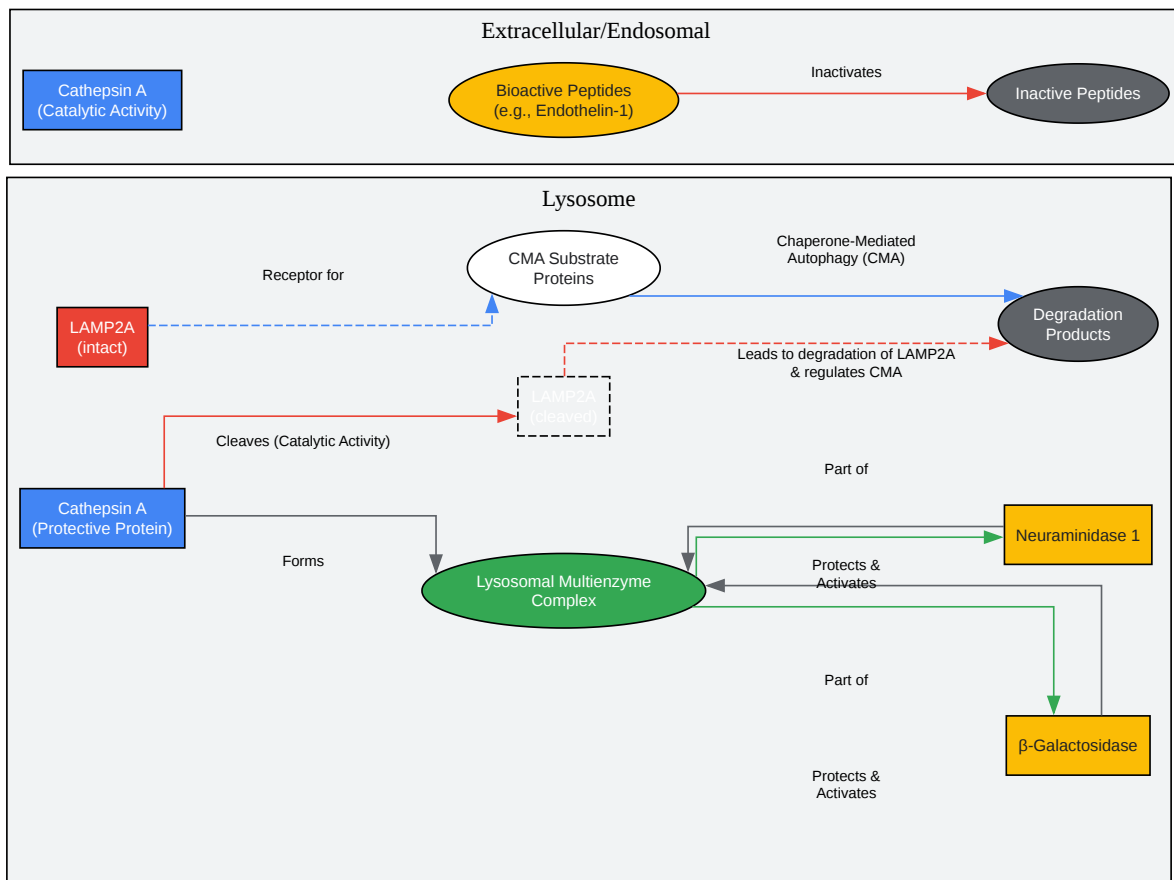 Extracellular/Endosomal
Cathepsin A
(Catalytic Activity)
Bioactive Peptides
(e.g., Endothelin-1)
Inactivates
Inactive Peptides
Lysosome
Receptor for
CMA Substrate
Proteins
Chaperone-Mediated
Autophagy (CMA)
LAMP2A
(intact)
Degradation
Products
Leads to degradation of LAMP2A
& regulates CMA
LAMP2A
(cleaved)
Cleaves (Catalytic Activity)
Part of
Cathepsin A
(Protective Protein)
Neuraminidase 1
Forms
Protects &
Activates
Lysosomal Multienzyme
Complex
Part of
β-Galactosidase
Protects &
Activates